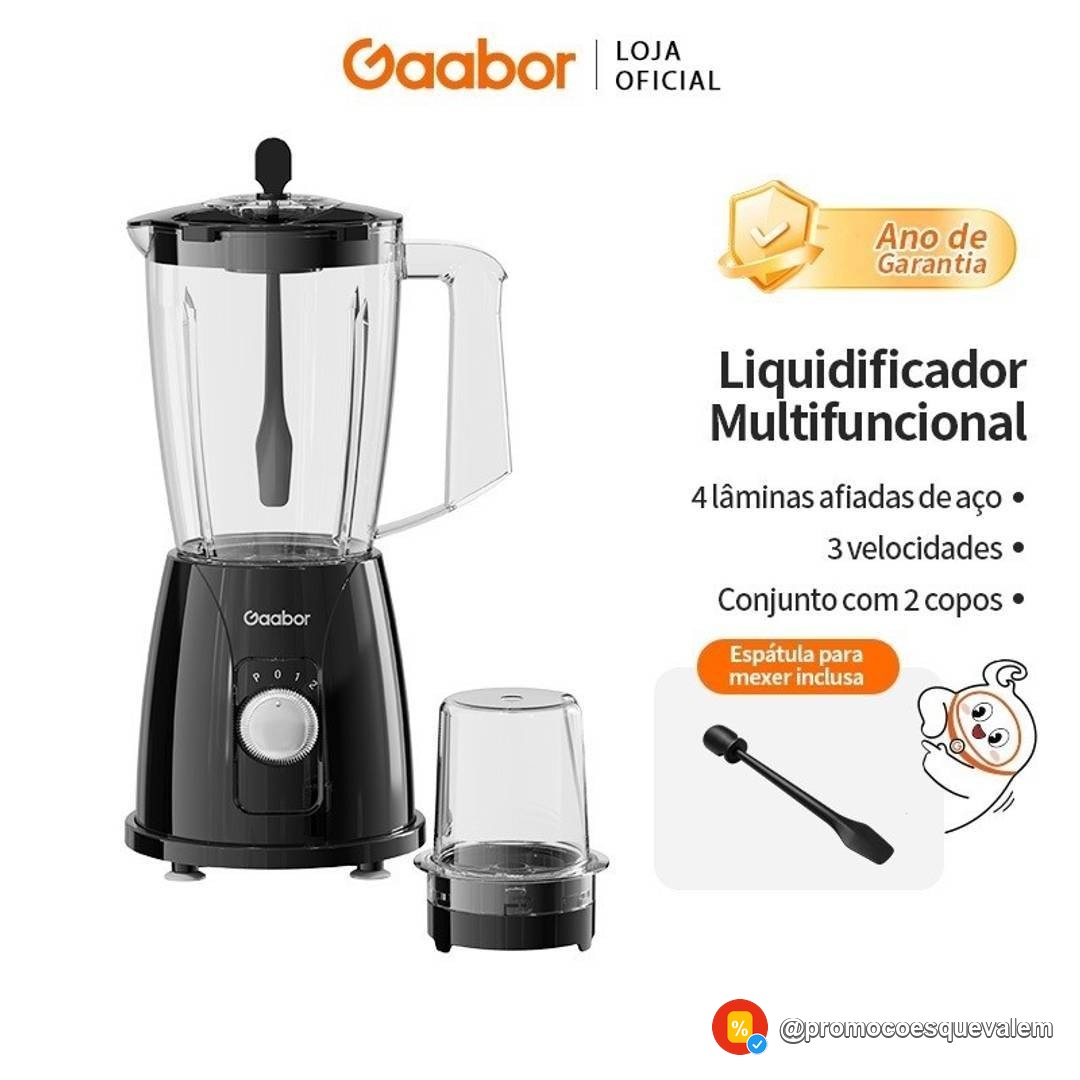 Gaabor
LOJA
OFICIAL
Ano de
Garantia
Liquidificador
Multifuncional
4 lâminas afiadas de aço •
3 velocidades •
Conjunto com 2 copos •
Espátula para
mexer inclusa
Gaabor
P 0 1 2
%
@promocoesquevalem